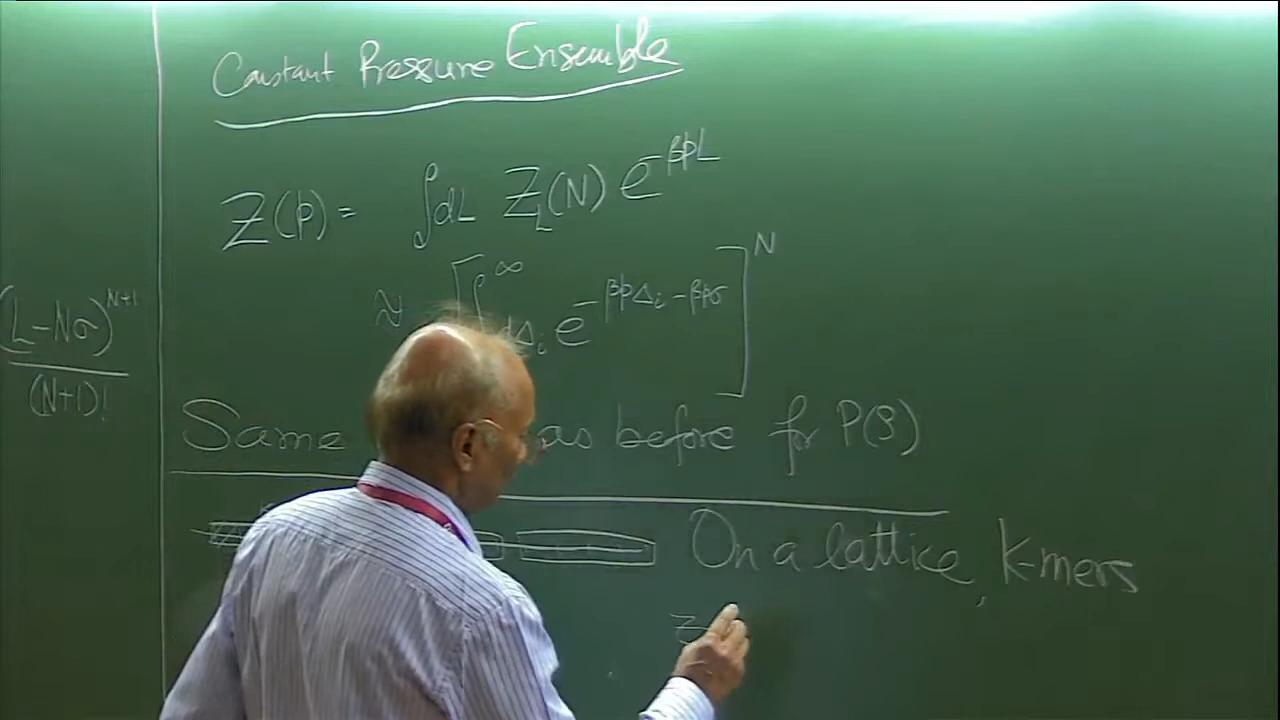 Constant Pressure Ensemble
Z(p) = ∫dL Z_L(N) e^{-βpL}
≈ [∫^∞ dΔ_i e^{-βpΔ_i - βpσ}]^N
(L-Nσ)^{N+1}
(N+1)!
Same as before for P(ρ)
On a lattice, k-mers
Z